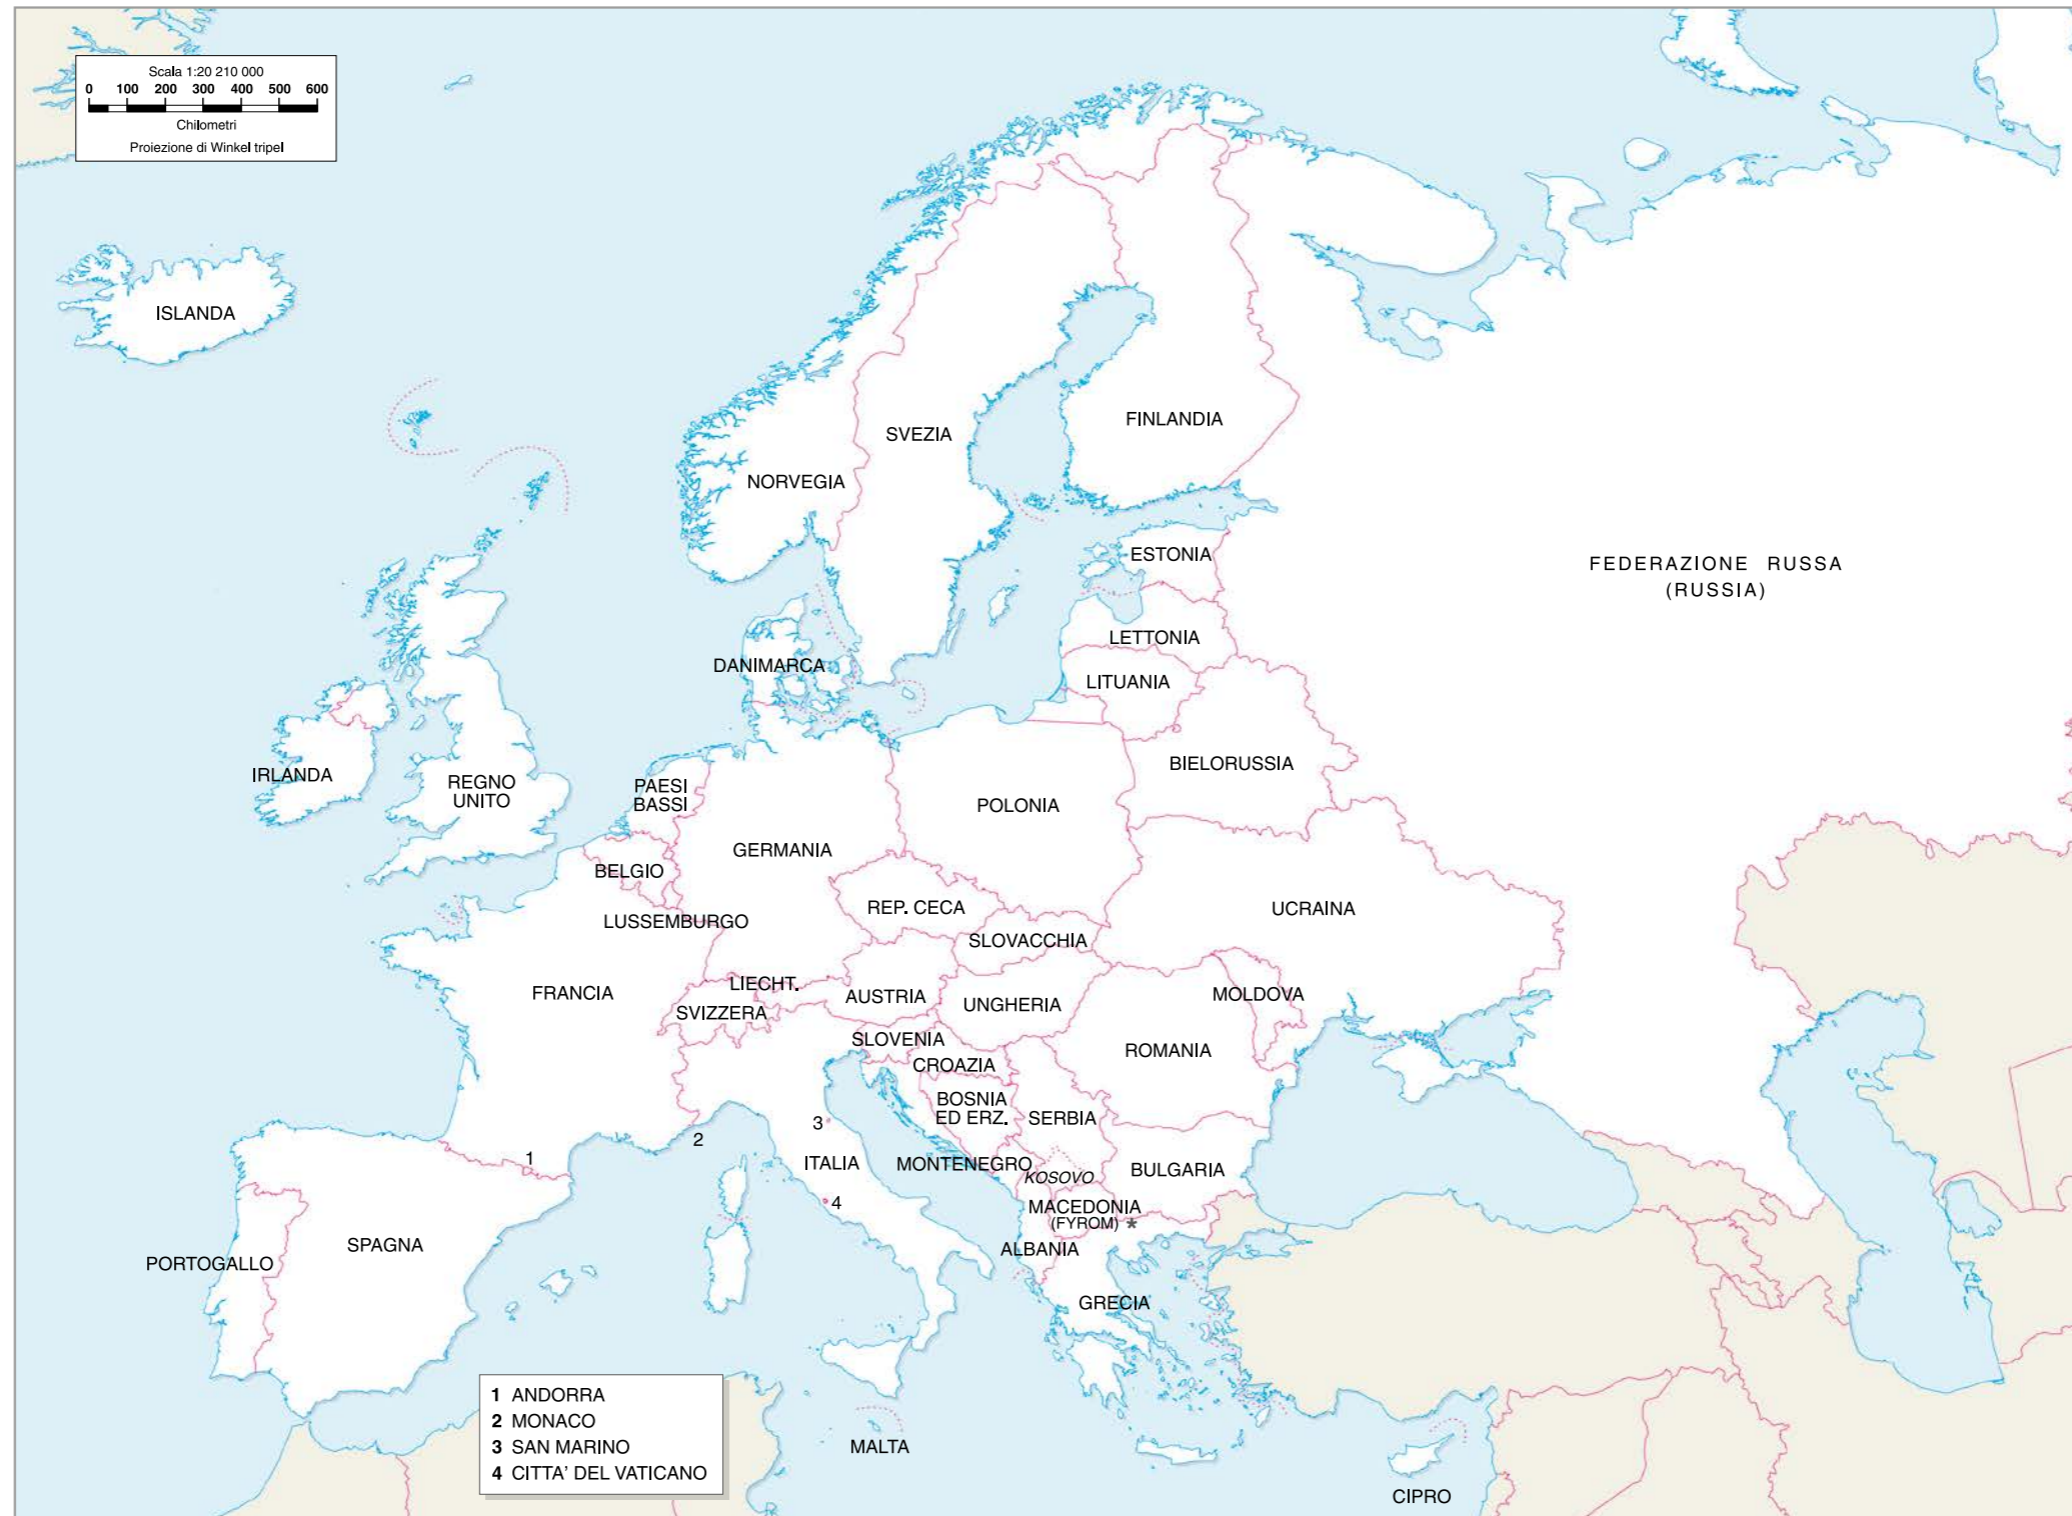 Scala 1:20 210 000
0 100 200 300 400 500 600
Chilometri
Proiezione di Winkel tripel
ISLANDA
FINLANDIA
SVEZIA
NORVEGIA
ESTONIA
FEDERAZIONE RUSSA
(RUSSIA)
LETTONIA
DANIMARCA
LITUANIA
BIELORUSSIA
IRLANDA
REGNO
UNITO
PAESI
BASSI
POLONIA
GERMANIA
BELGIO
REP. CECA
UCRAINA
LUSSEMBURGO
SLOVACCHIA
LIECHT.
FRANCIA
AUSTRIA
MOLDOVA
UNGHERIA
SVIZZERA
SLOVENIA
ROMANIA
CROAZIA
BOSNIA
ED ERZ.
SERBIA
3
2
1
ITALIA
MONTENEGRO
BULGARIA
KOSOVO
4
MACEDONIA
(FYROM) *
SPAGNA
ALBANIA
PORTOGALLO
GRECIA
1 ANDORRA
2 MONACO
3 SAN MARINO
4 CITTA' DEL VATICANO
MALTA
CIPRO